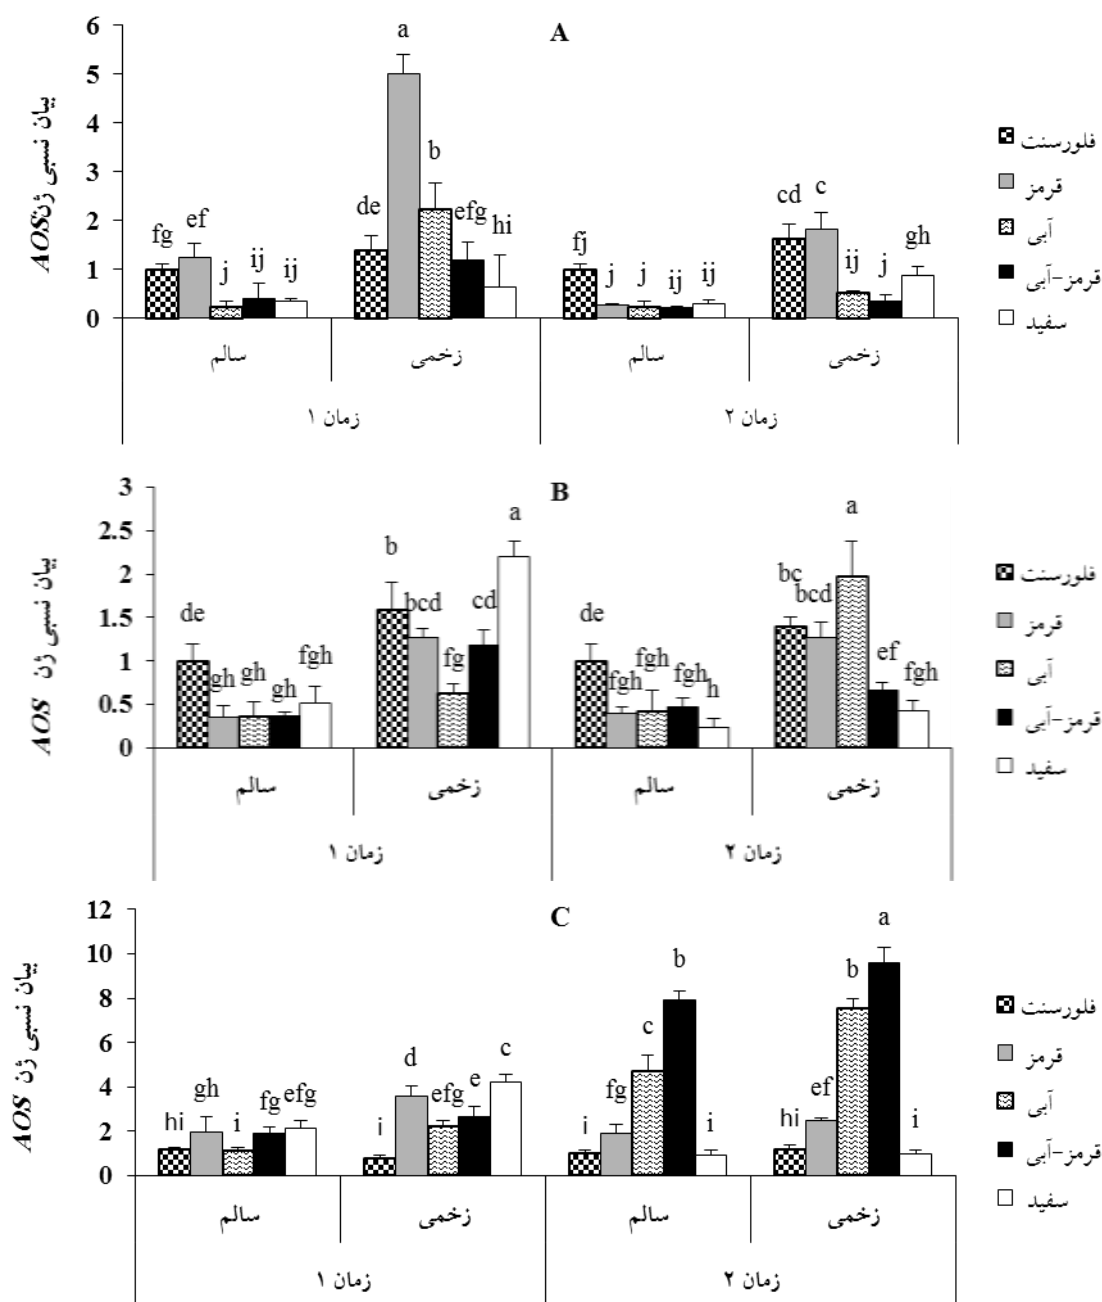 A
بیان نسبی ژن AOS
6
5
4
3
2
1
0
fg ef j ij ij
de a b efg hi
fj j j ij ij
cd c ij j gh
سالم
زخمی
سالم
زخمی
زمان ۱
زمان ۲
فلورسنت
قرمز
آبی
قرمز-آبی
سفید
B
بیان نسبی ژن AOS
3
2.5
2
1.5
1
0.5
0
de gh gh gh fgh
b bcd fg cd a
de fgh fgh fgh h
bc bcd a ef fgh
سالم
زخمی
سالم
زخمی
زمان ۱
زمان ۲
فلورسنت
قرمز
آبی
قرمز-آبی
سفید
C
بیان نسبی ژن AOS
12
10
8
6
4
2
0
hi gh i fg efg
i d efg e c
i fg c b i
hi ef b a i
سالم
زخمی
سالم
زخمی
زمان ۱
زمان ۲
فلورسنت
قرمز
آبی
قرمز-آبی
سفید